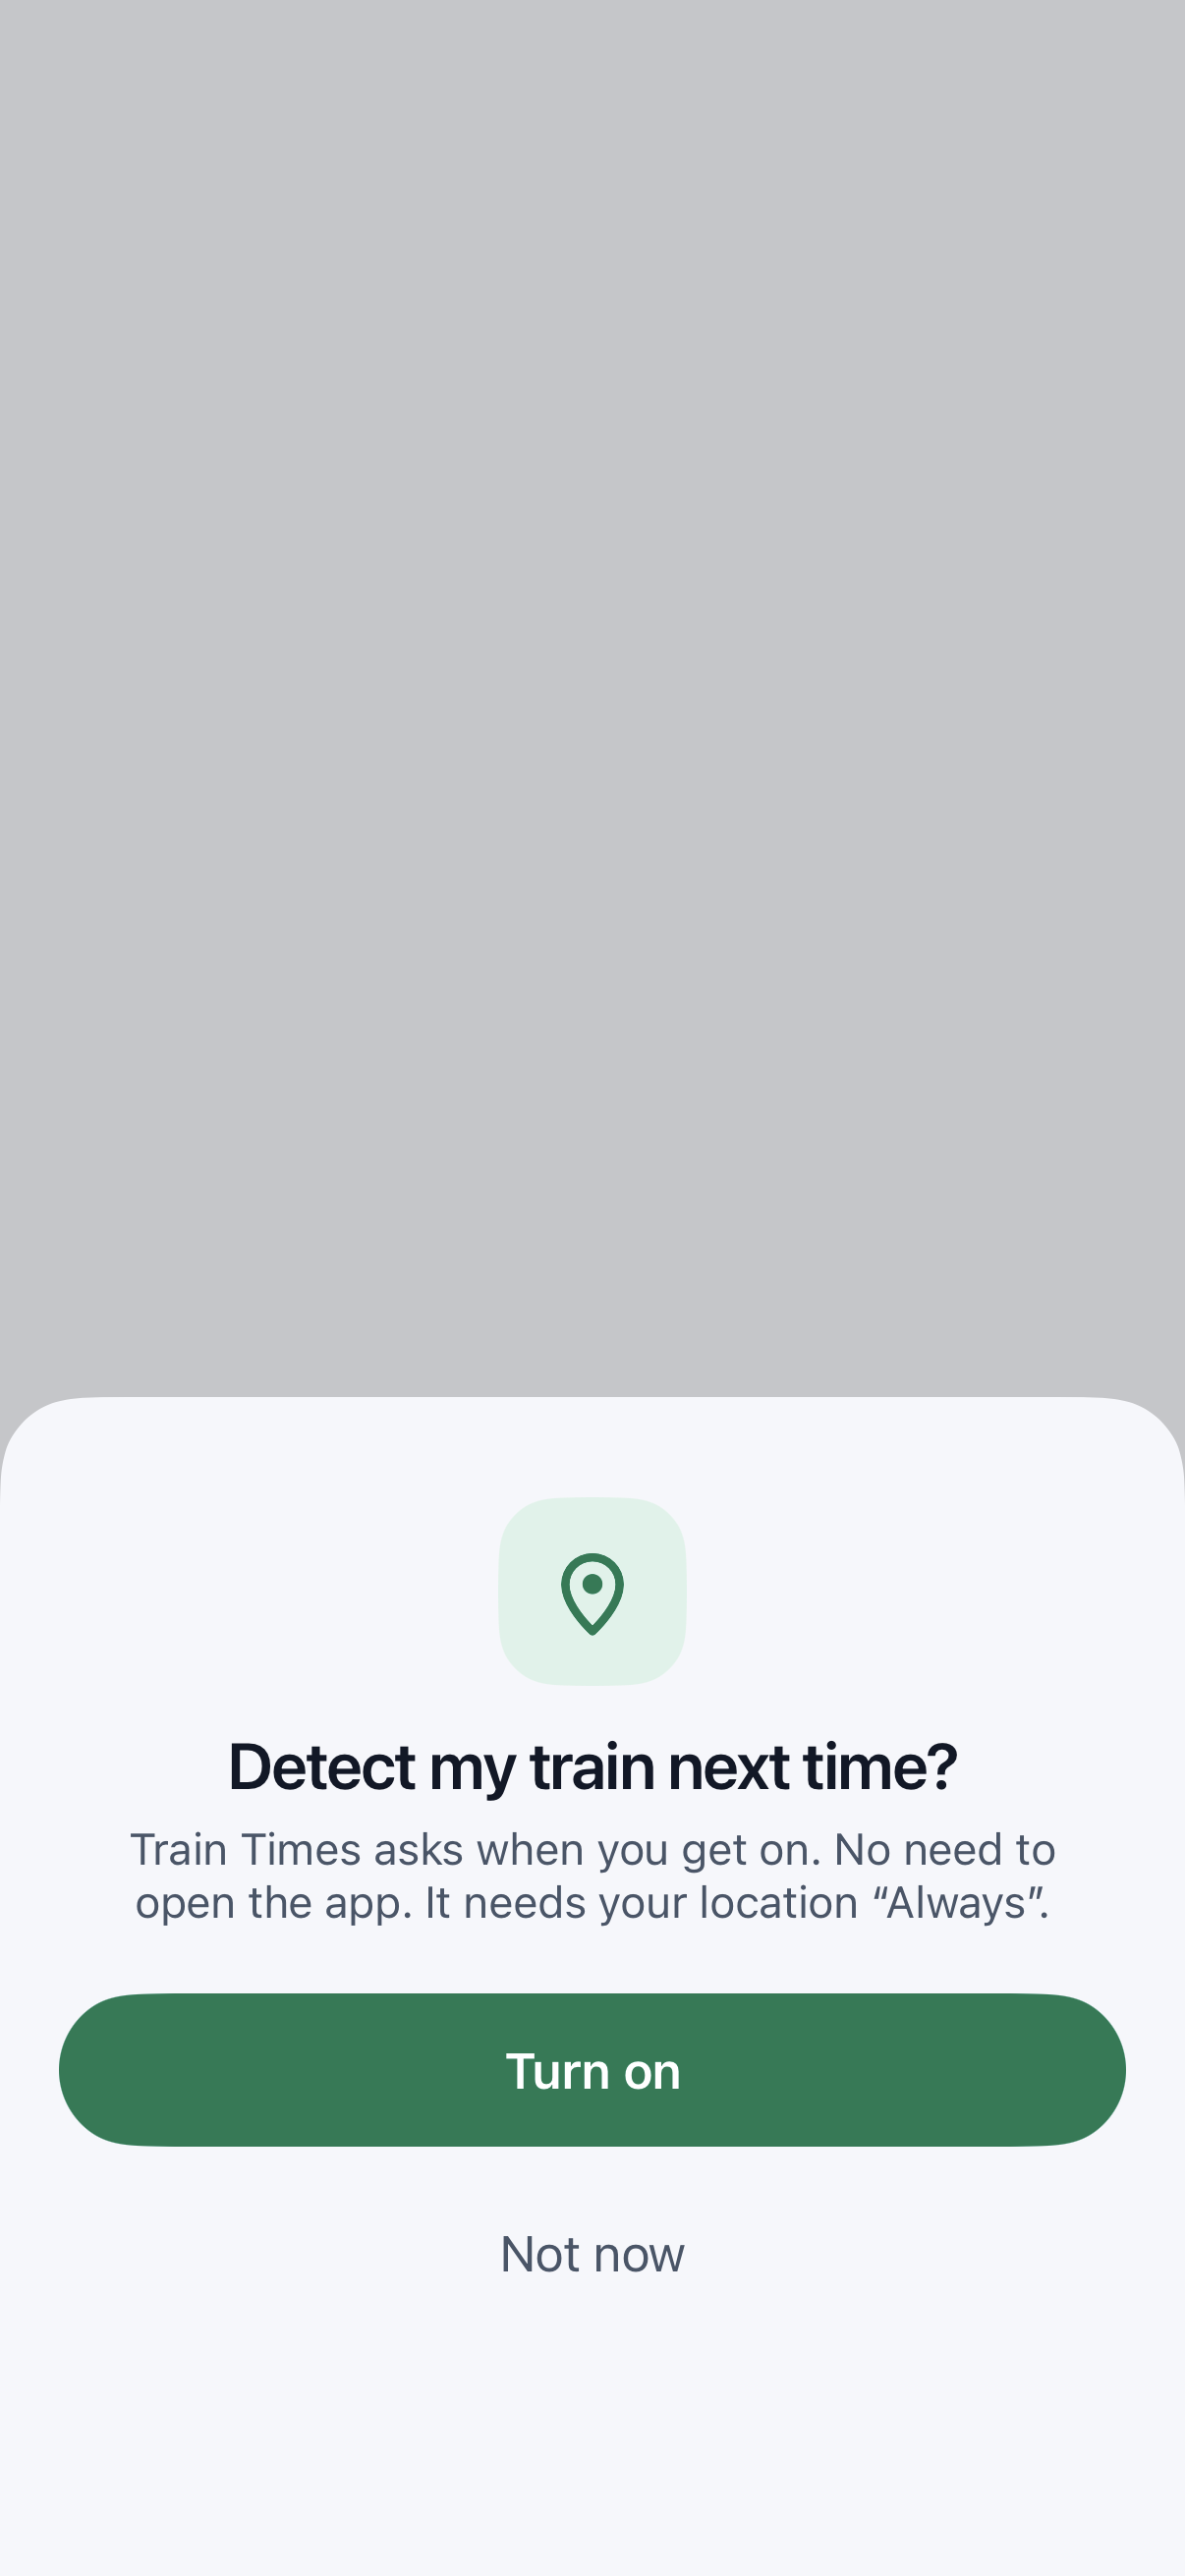 Detect my train next time?
Train Times asks when you get on. No need to
open the app. It needs your location “Always”.
Turn on
Not now